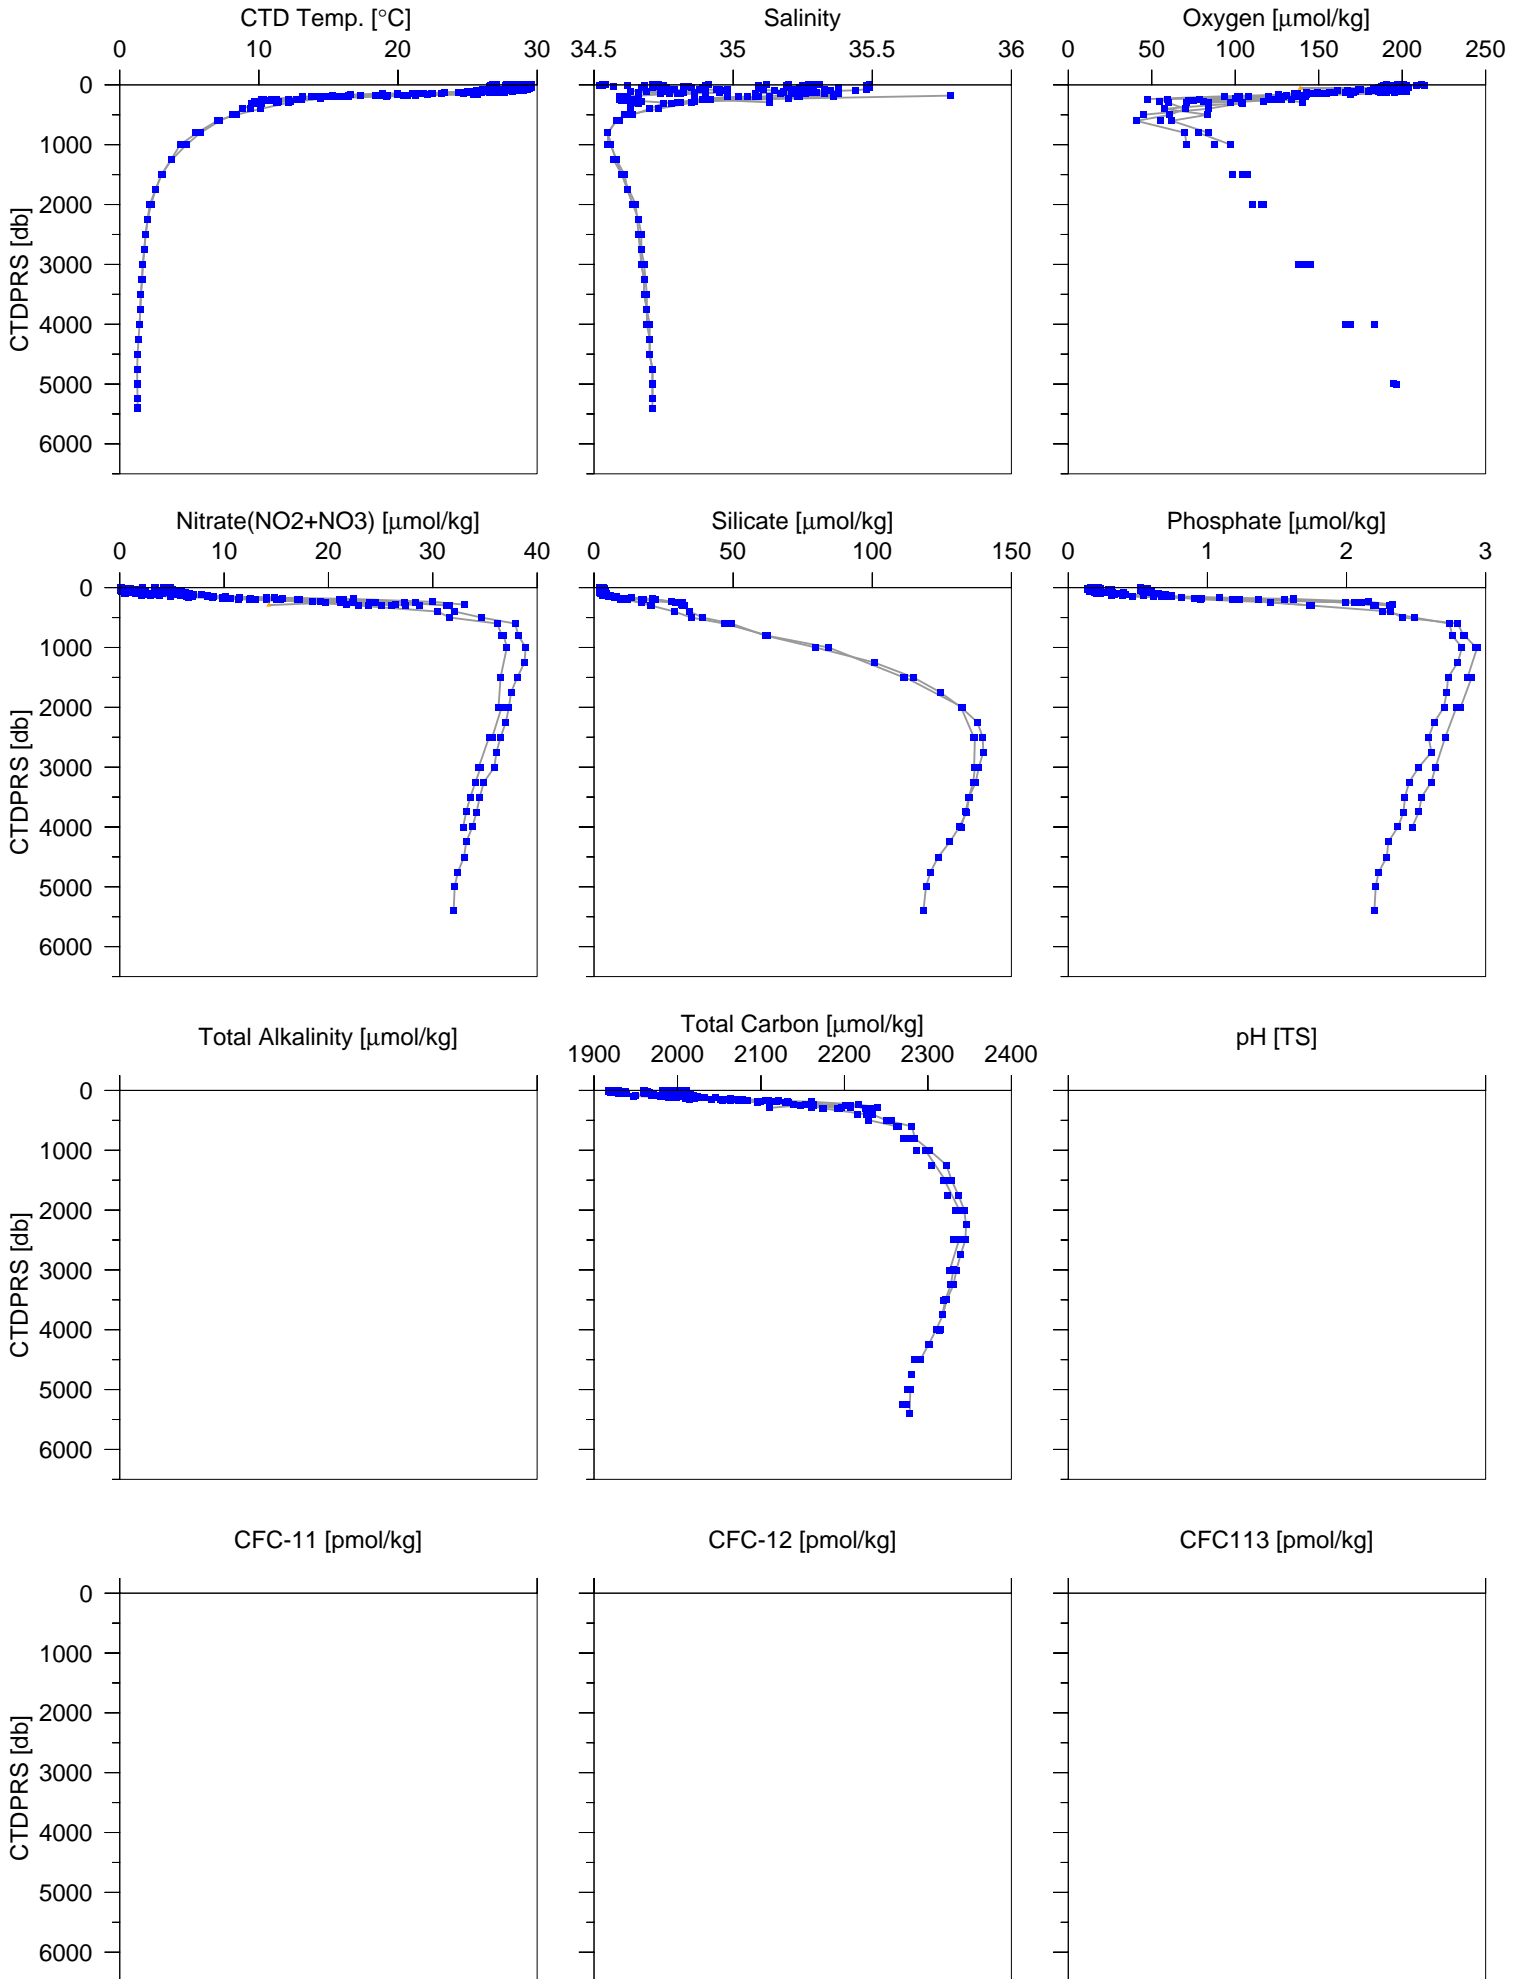 CTD Temp. [°C] Salinity Oxygen [μmol/kg]
0 10 20 30 34.5 35 35.5 36 0 50 100 150 200 250
0
1000
2000
3000
4000
5000
6000
CTDPRS [db]
Nitrate(NO2+NO3) [μmol/kg] Silicate [μmol/kg] Phosphate [μmol/kg]
0 10 20 30 40 0 50 100 150 0 1 2 3
0
1000
2000
3000
4000
5000
6000
CTDPRS [db]
Total Alkalinity [μmol/kg] Total Carbon [μmol/kg] pH [TS]
1900 2000 2100 2200 2300 2400
0
1000
2000
3000
4000
5000
6000
CTDPRS [db]
CFC-11 [pmol/kg] CFC-12 [pmol/kg] CFC113 [pmol/kg]
0
1000
2000
3000
4000
5000
6000
CTDPRS [db]